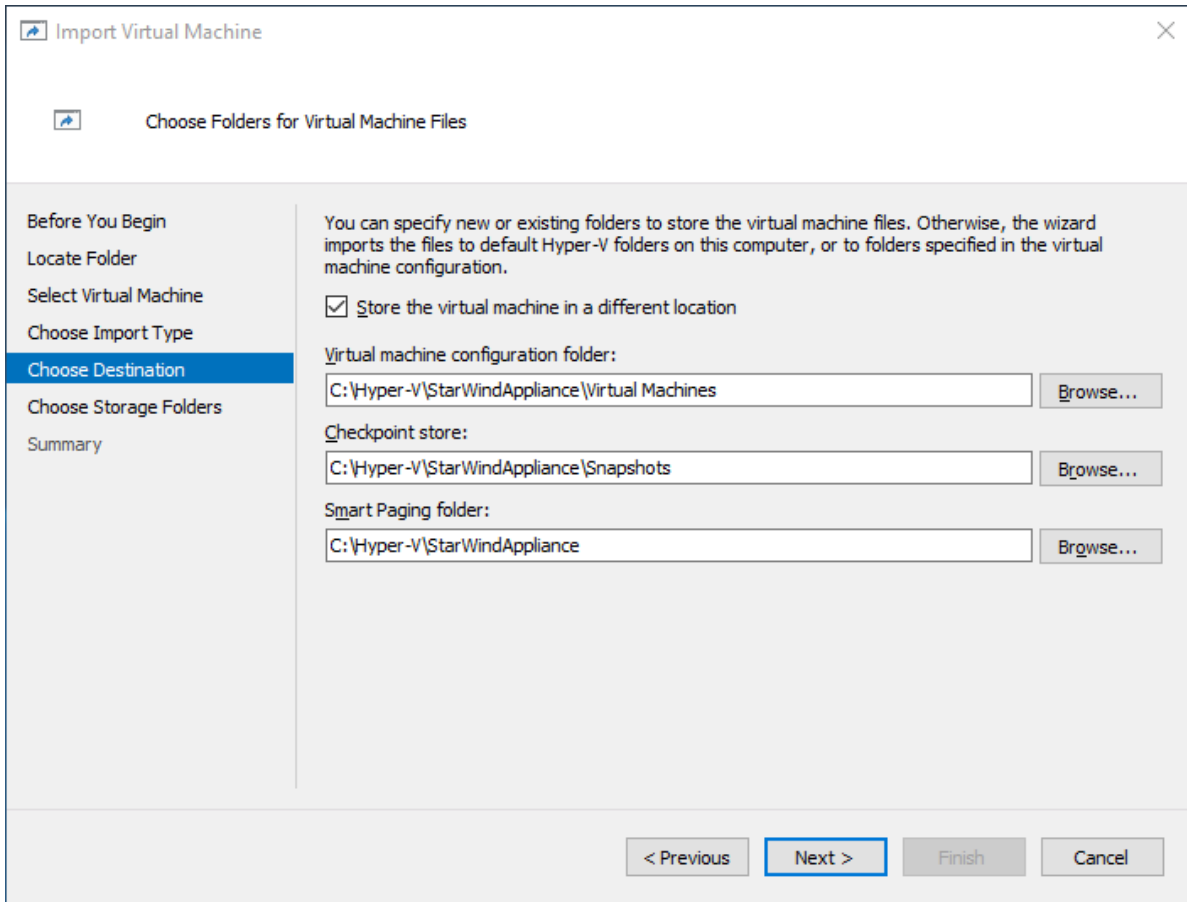 Import Virtual Machine
Choose Folders for Virtual Machine Files
Before You Begin
Locate Folder
Select Virtual Machine
Choose Import Type
Choose Destination
Choose Storage Folders
Summary
You can specify new or existing folders to store the virtual machine files. Otherwise, the wizard
imports the files to default Hyper-V folders on this computer, or to folders specified in the virtual
machine configuration.
Store the virtual machine in a different location
Virtual machine configuration folder:
C:\Hyper-V\StarWindAppliance\Virtual Machines
Browse...
Checkpoint store:
C:\Hyper-V\StarWindAppliance\Snapshots
Browse...
Smart Paging folder:
C:\Hyper-V\StarWindAppliance
Browse...
< Previous
Next >
Finish
Cancel